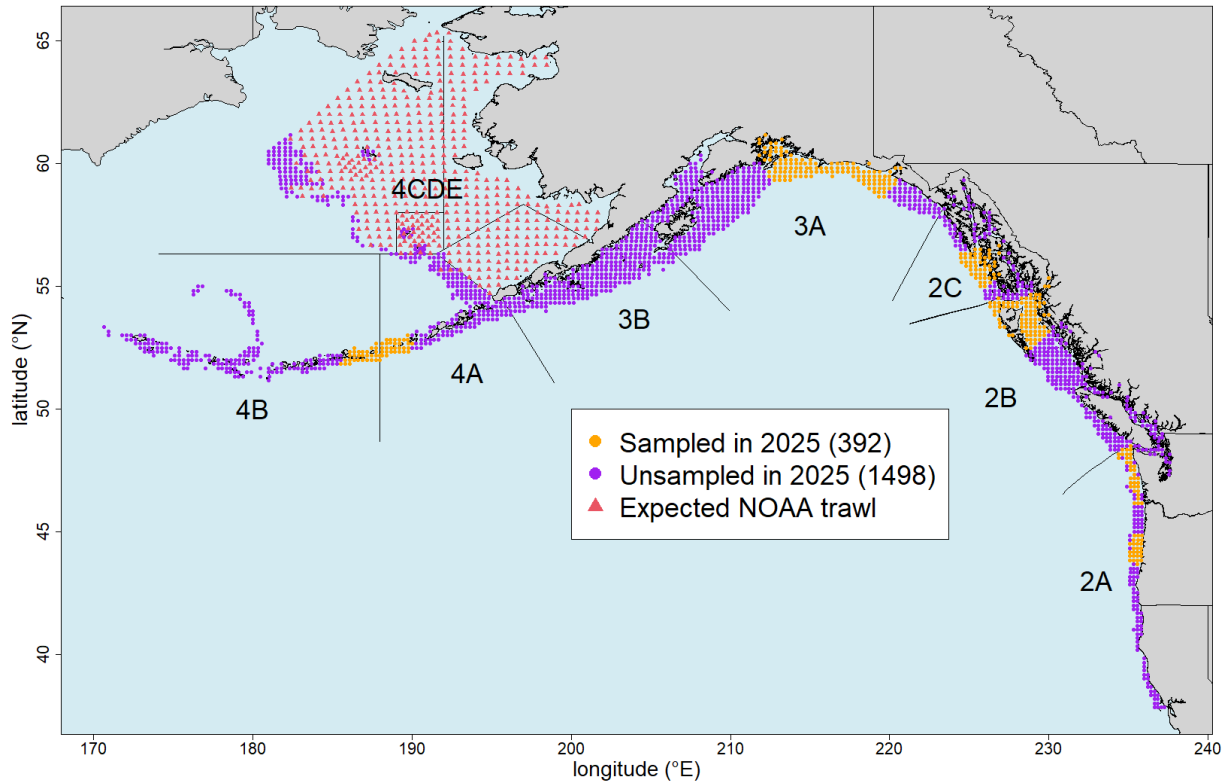 65
60
55
50
45
40
latitude (°N)
4CDE
3A
2C
3B
4A
4B
2B
2A
Sampled in 2025 (392)
Unsampled in 2025 (1498)
Expected NOAA trawl
170 180 190 200 210 220 230 240
longitude (°E)